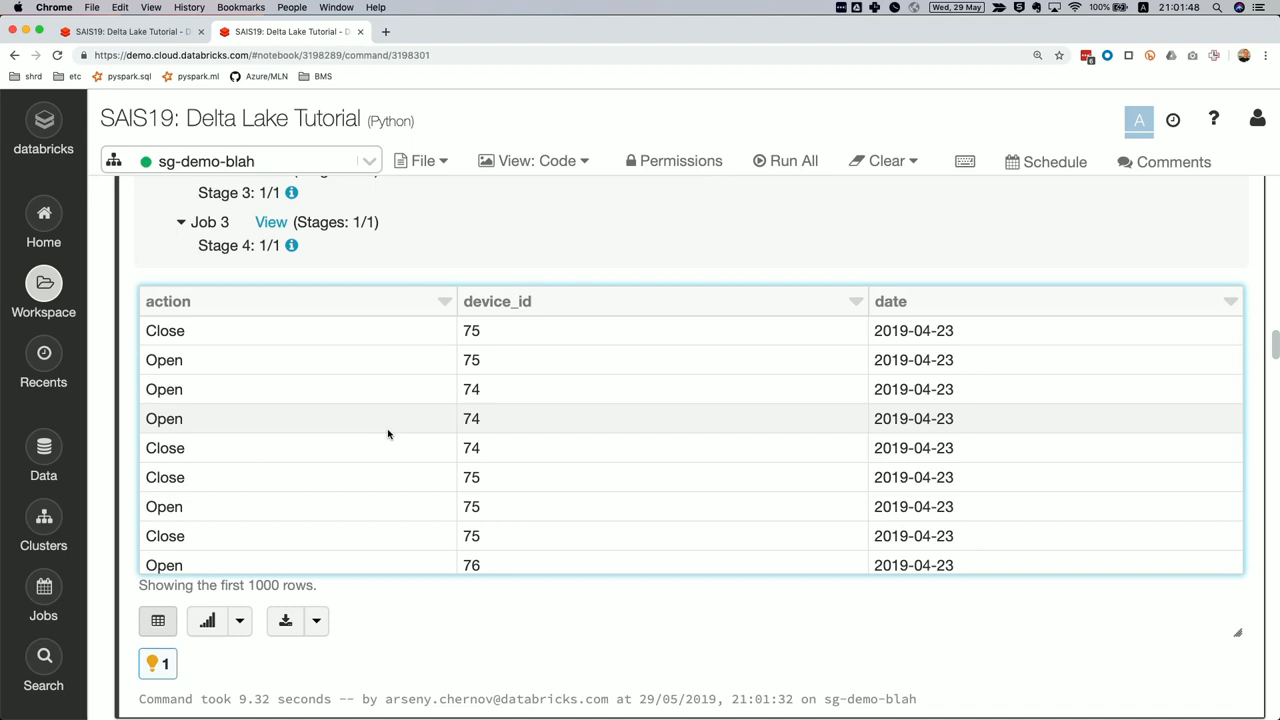 Chrome File Edit View History Bookmarks People Window Help 100% A Wed, 29 May 21:01:48
SAIS19: Delta Lake Tutorial - D SAIS19: Delta Lake Tutorial - D
https://demo.cloud.databricks.com/#notebook/3198289/command/3198301
shrd etc pyspark.sql pyspark.ml Azure/MLN BMS
databricks
Home
Workspace
Recents
Data
Clusters
Jobs
Search
SAIS19: Delta Lake Tutorial (Python)
A ?
sg-demo-blah File View: Code Permissions Run All Clear Schedule Comments
Stage 3: 1/1
Job 3 View (Stages: 1/1)
Stage 4: 1/1
action device_id date
Close 75 2019-04-23
Open 75 2019-04-23
Open 74 2019-04-23
Open 74 2019-04-23
Close 74 2019-04-23
Close 75 2019-04-23
Open 75 2019-04-23
Close 75 2019-04-23
Open 76 2019-04-23
Showing the first 1000 rows.
1
Command took 9.32 seconds -- by arseny.chernov@databricks.com at 29/05/2019, 21:01:32 on sg-demo-blah